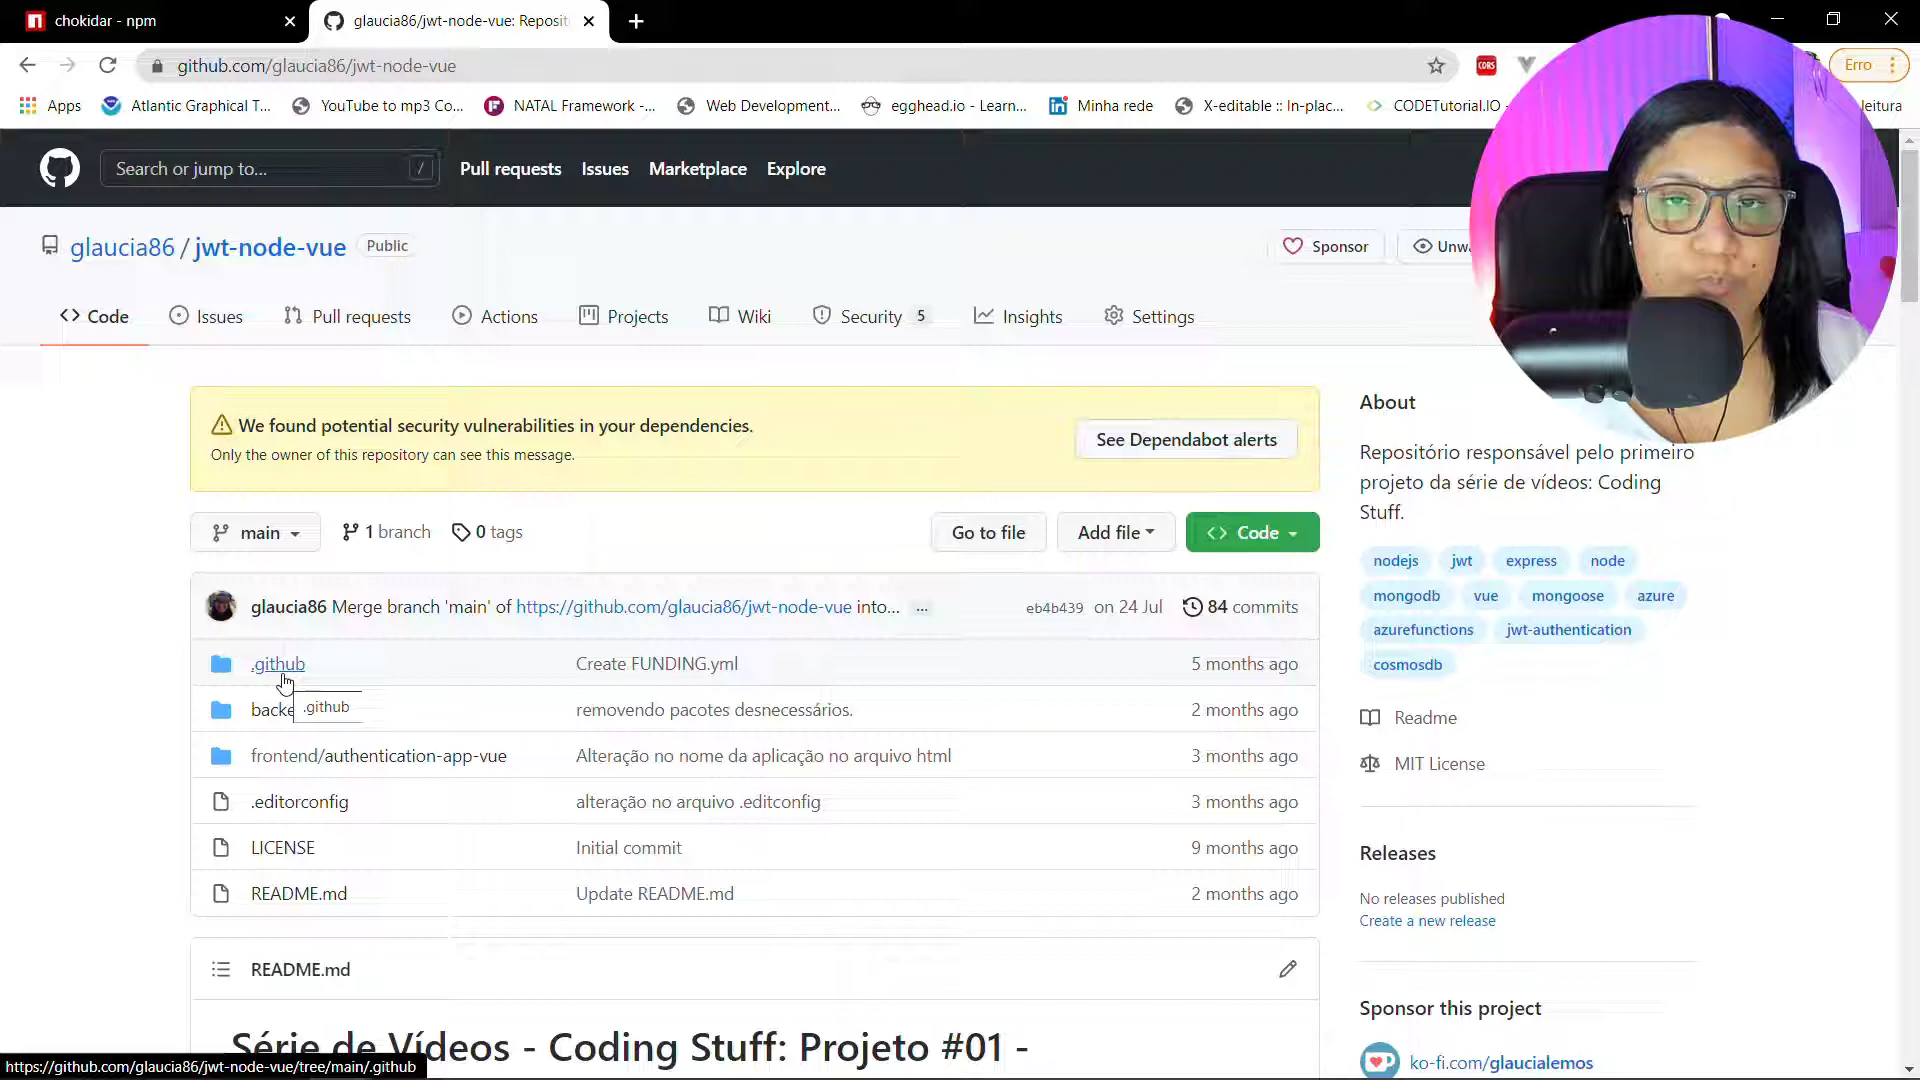 chokidar - npm
glaucia86/jwt-node-vue: Reposit
github.com/glaucia86/jwt-node-vue
CORS
Erro
Apps
Atlantic Graphical T...
YouTube to mp3 Co...
NATAL Framework -...
Web Development...
egghead.io - Learn...
Minha rede
X-editable :: In-plac...
CODETutorial.IO -
leitura
Search or jump to...
/
Pull requests
Issues
Marketplace
Explore
glaucia86 / jwt-node-vue
Public
Sponsor
Unwa
Code
Issues
Pull requests
Actions
Projects
Wiki
Security 5
Insights
Settings
We found potential security vulnerabilities in your dependencies.
Only the owner of this repository can see this message.
See Dependabot alerts
main
1 branch
0 tags
Go to file
Add file
Code
glaucia86 Merge branch 'main' of https://github.com/glaucia86/jwt-node-vue into... ...
eb4b439 on 24 Jul
84 commits
.github
Create FUNDING.yml
5 months ago
backe
.github
removendo pacotes desnecessários.
2 months ago
frontend/authentication-app-vue
Alteração no nome da aplicação no arquivo html
3 months ago
.editorconfig
alteração no arquivo .editconfig
3 months ago
LICENSE
Initial commit
9 months ago
README.md
Update README.md
2 months ago
README.md
Série de Vídeos - Coding Stuff: Projeto #01 -
About
Repositório responsável pelo primeiro
projeto da série de vídeos: Coding
Stuff.
nodejs
jwt
express
node
mongodb
vue
mongoose
azure
azurefunctions
jwt-authentication
cosmosdb
Readme
MIT License
Releases
No releases published
Create a new release
Sponsor this project
ko-fi.com/glaucialemos
https://github.com/glaucia86/jwt-node-vue/tree/main/.github